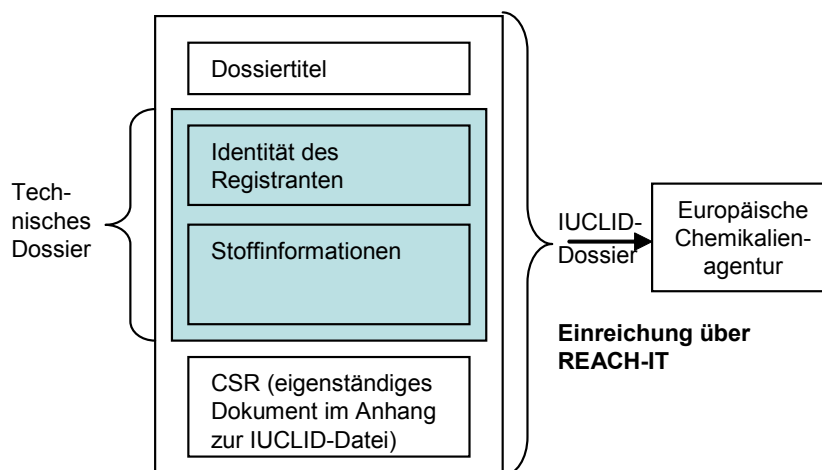 Dossiertitel
Identität des
Registranten
Stoffinformationen
CSR (eigenständiges
Dokument im Anhang
zur IUCLID-Datei)
Tech-
nisches
Dossier
IUCLID-
Dossier
Europäische
Chemikalien-
agentur
Einreichung über
REACH-IT